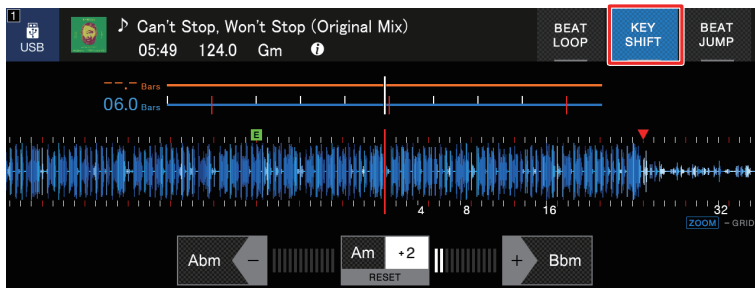 1
USB
♪ Can't Stop, Won't Stop (Original Mix)
05:49 124.0 Gm i
BEAT LOOP
KEY SHIFT
BEAT JUMP
--.- Bars
06.0 Bars
E
4 8 16 32
ZOOM - GRID
Abm - Am +2 + Bbm
RESET